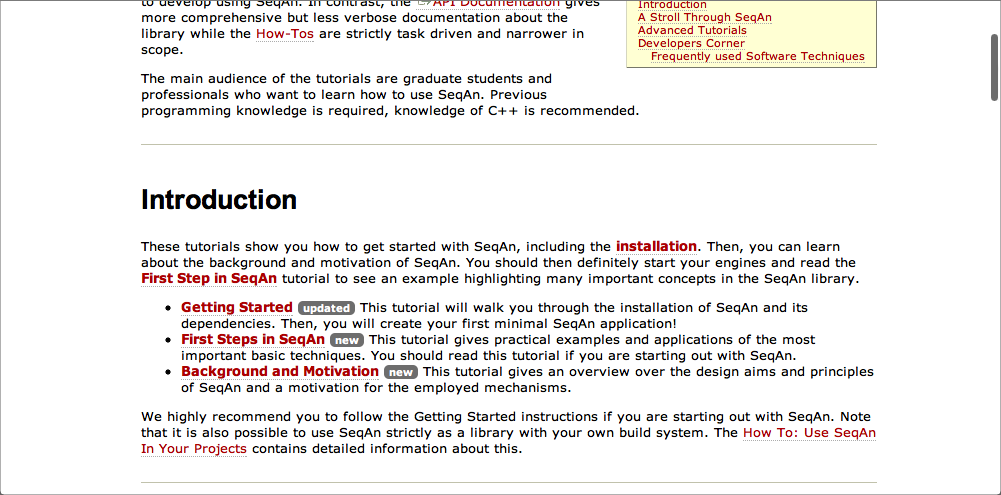 to develop using SeqAn. In contrast, the API Documentation gives
more comprehensive but less verbose documentation about the
library while the How-Tos are strictly task driven and narrower in
scope.
Introduction
A Stroll Through SeqAn
Advanced Tutorials
Developers Corner
Frequently used Software Techniques
The main audience of the tutorials are graduate students and
professionals who want to learn how to use SeqAn. Previous
programming knowledge is required, knowledge of C++ is recommended.
Introduction
These tutorials show you how to get started with SeqAn, including the installation. Then, you can learn
about the background and motivation of SeqAn. You should then definitely start your engines and read the
First Step in SeqAn tutorial to see an example highlighting many important concepts in the SeqAn library.
• Getting Started updated This tutorial will walk you through the installation of SeqAn and its
dependencies. Then, you will create your first minimal SeqAn application!
• First Steps in SeqAn new This tutorial gives practical examples and applications of the most
important basic techniques. You should read this tutorial if you are starting out with SeqAn.
• Background and Motivation new This tutorial gives an overview over the design aims and principles
of SeqAn and a motivation for the employed mechanisms.
We highly recommend you to follow the Getting Started instructions if you are starting out with SeqAn. Note
that it is also possible to use SeqAn strictly as a library with your own build system. The How To: Use SeqAn
In Your Projects contains detailed information about this.